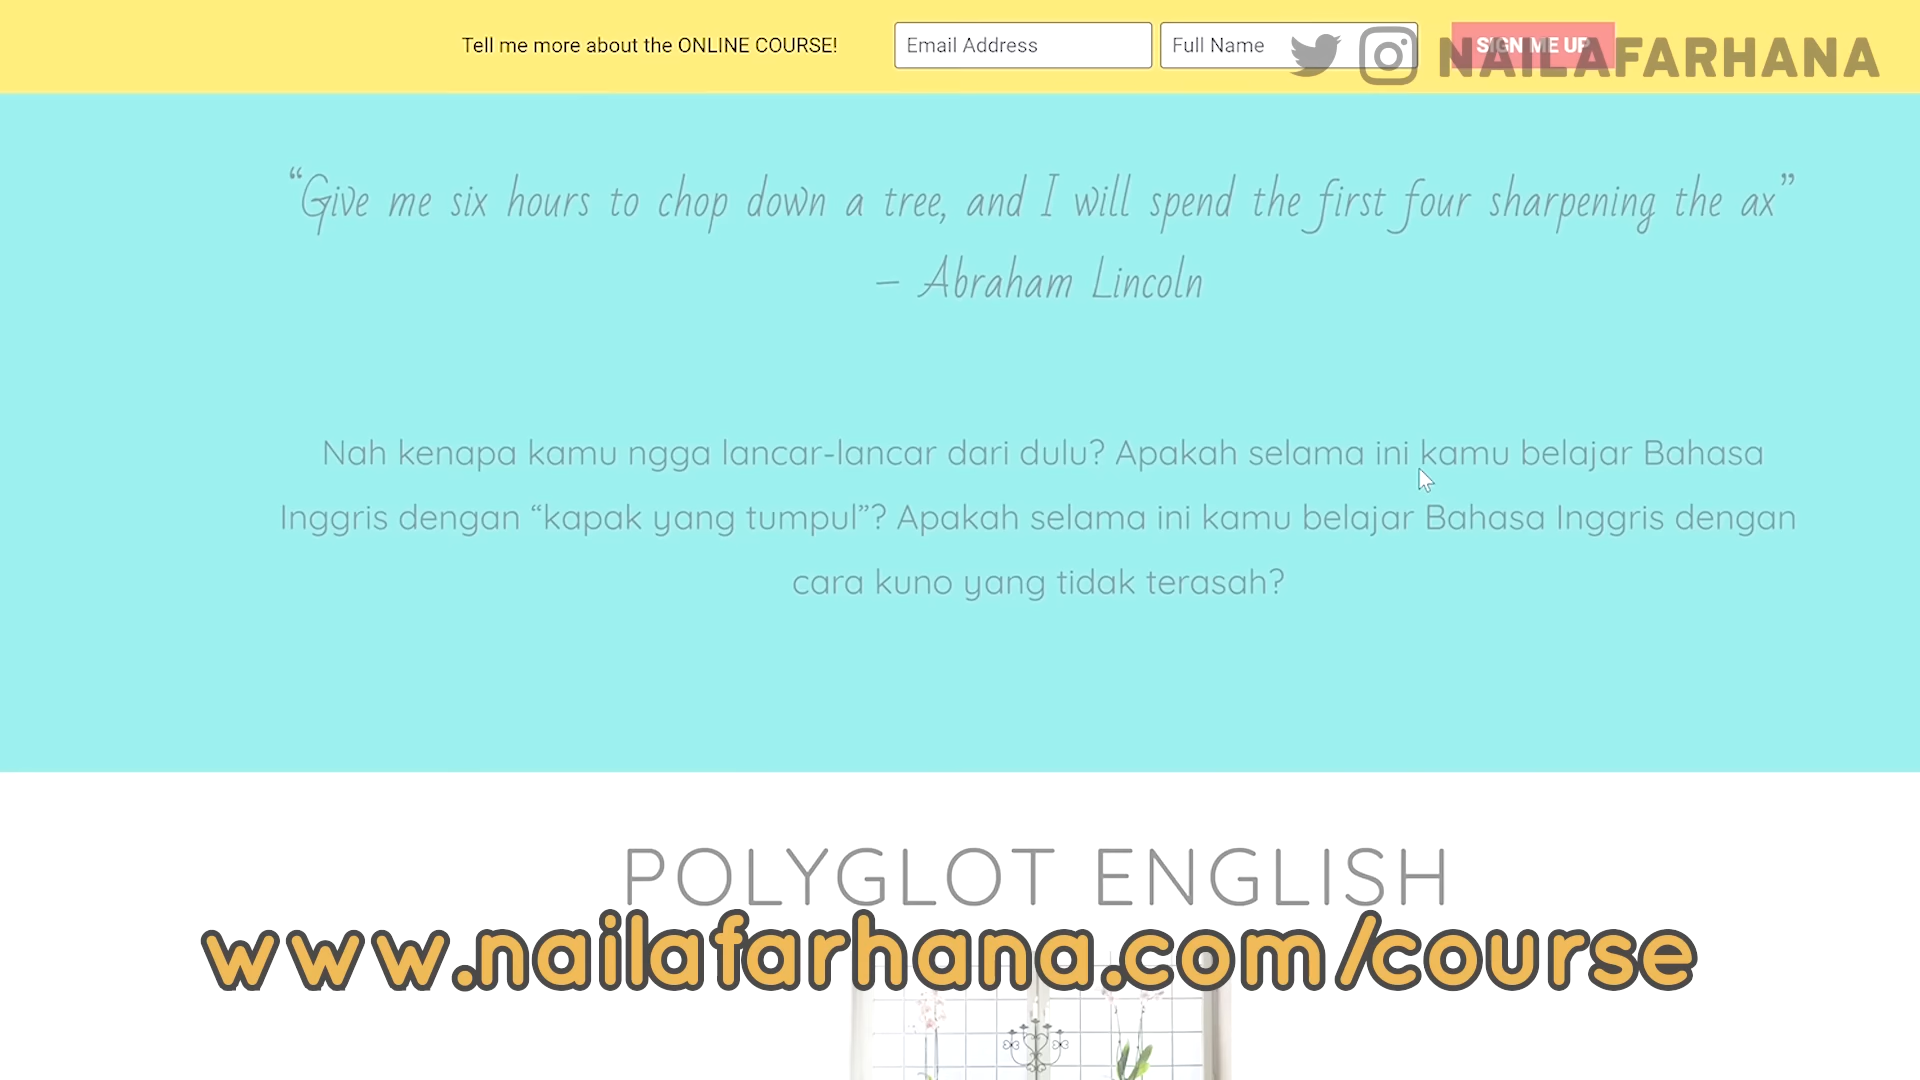 Tell me more about the ONLINE COURSE!
Email Address
Full Name
SIGN ME UP
NAILAFARHANA
“Give me six hours to chop down a tree, and I will spend the first four sharpening the ax”
– Abraham Lincoln
Nah kenapa kamu ngga lancar-lancar dari dulu? Apakah selama ini kamu belajar Bahasa
Inggris dengan “kapak yang tumpul”? Apakah selama ini kamu belajar Bahasa Inggris dengan
cara kuno yang tidak terasah?
POLYGLOT ENGLISH
www.nailafarhana.com/course